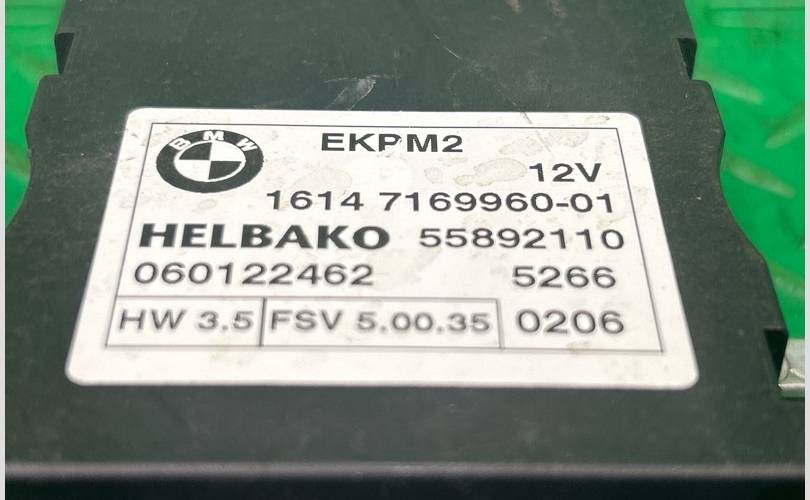 BMW
EKPM2
12V
1614 7169960-01
HELBAKO 55892110
060122462 5266
HW 3.5 FSV 5.00.35 0206